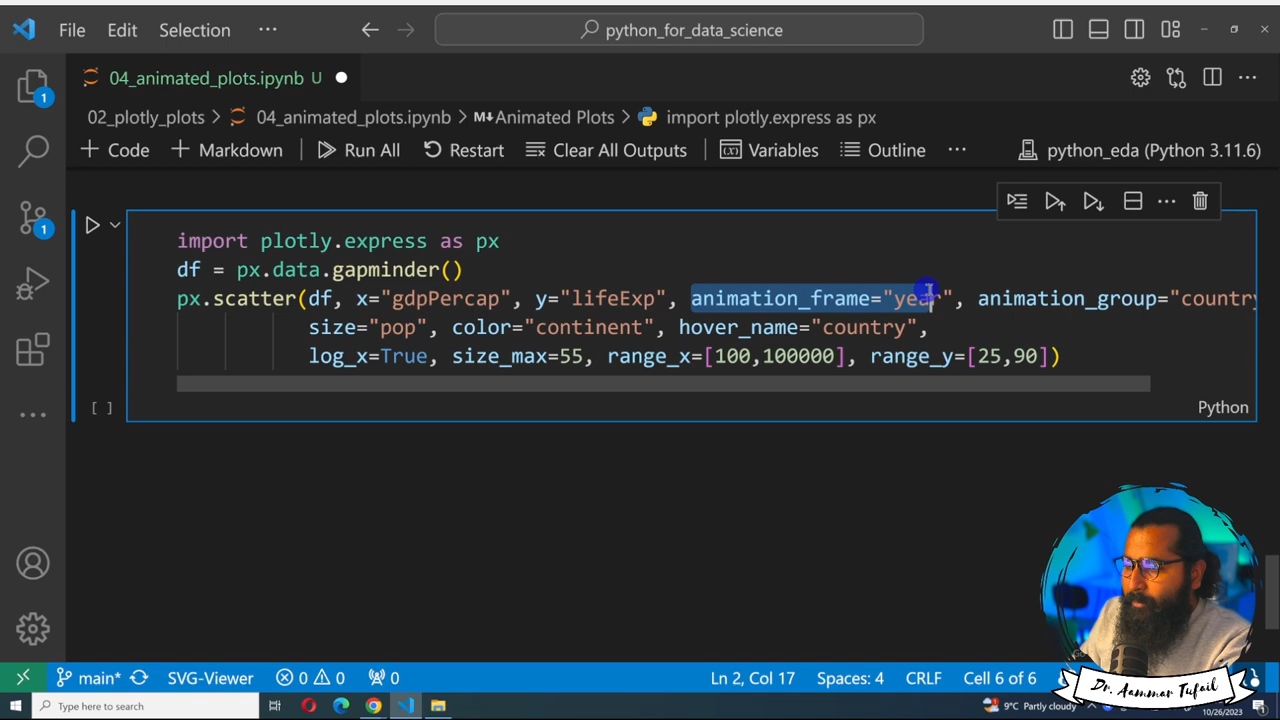 File Edit Selection ··· python_for_data_science
04_animated_plots.ipynb U
02_plotly_plots > 04_animated_plots.ipynb > M↓Animated Plots > import plotly.express as px
+ Code + Markdown Run All Restart Clear All Outputs Variables Outline ··· python_eda (Python 3.11.6)
import plotly.express as px
df = px.data.gapminder()
px.scatter(df, x="gdpPercap", y="lifeExp", animation_frame="year", animation_group="country
size="pop", color="continent", hover_name="country",
log_x=True, size_max=55, range_x=[100,100000], range_y=[25,90])
[ ] Python
1
1
main* SVG-Viewer 0 0 0 Ln 2, Col 17 Spaces: 4 CRLF Cell 6 of 6
Dr. Aammar Tufail
Type here to search 9°C Partly cloudy 10/26/2023